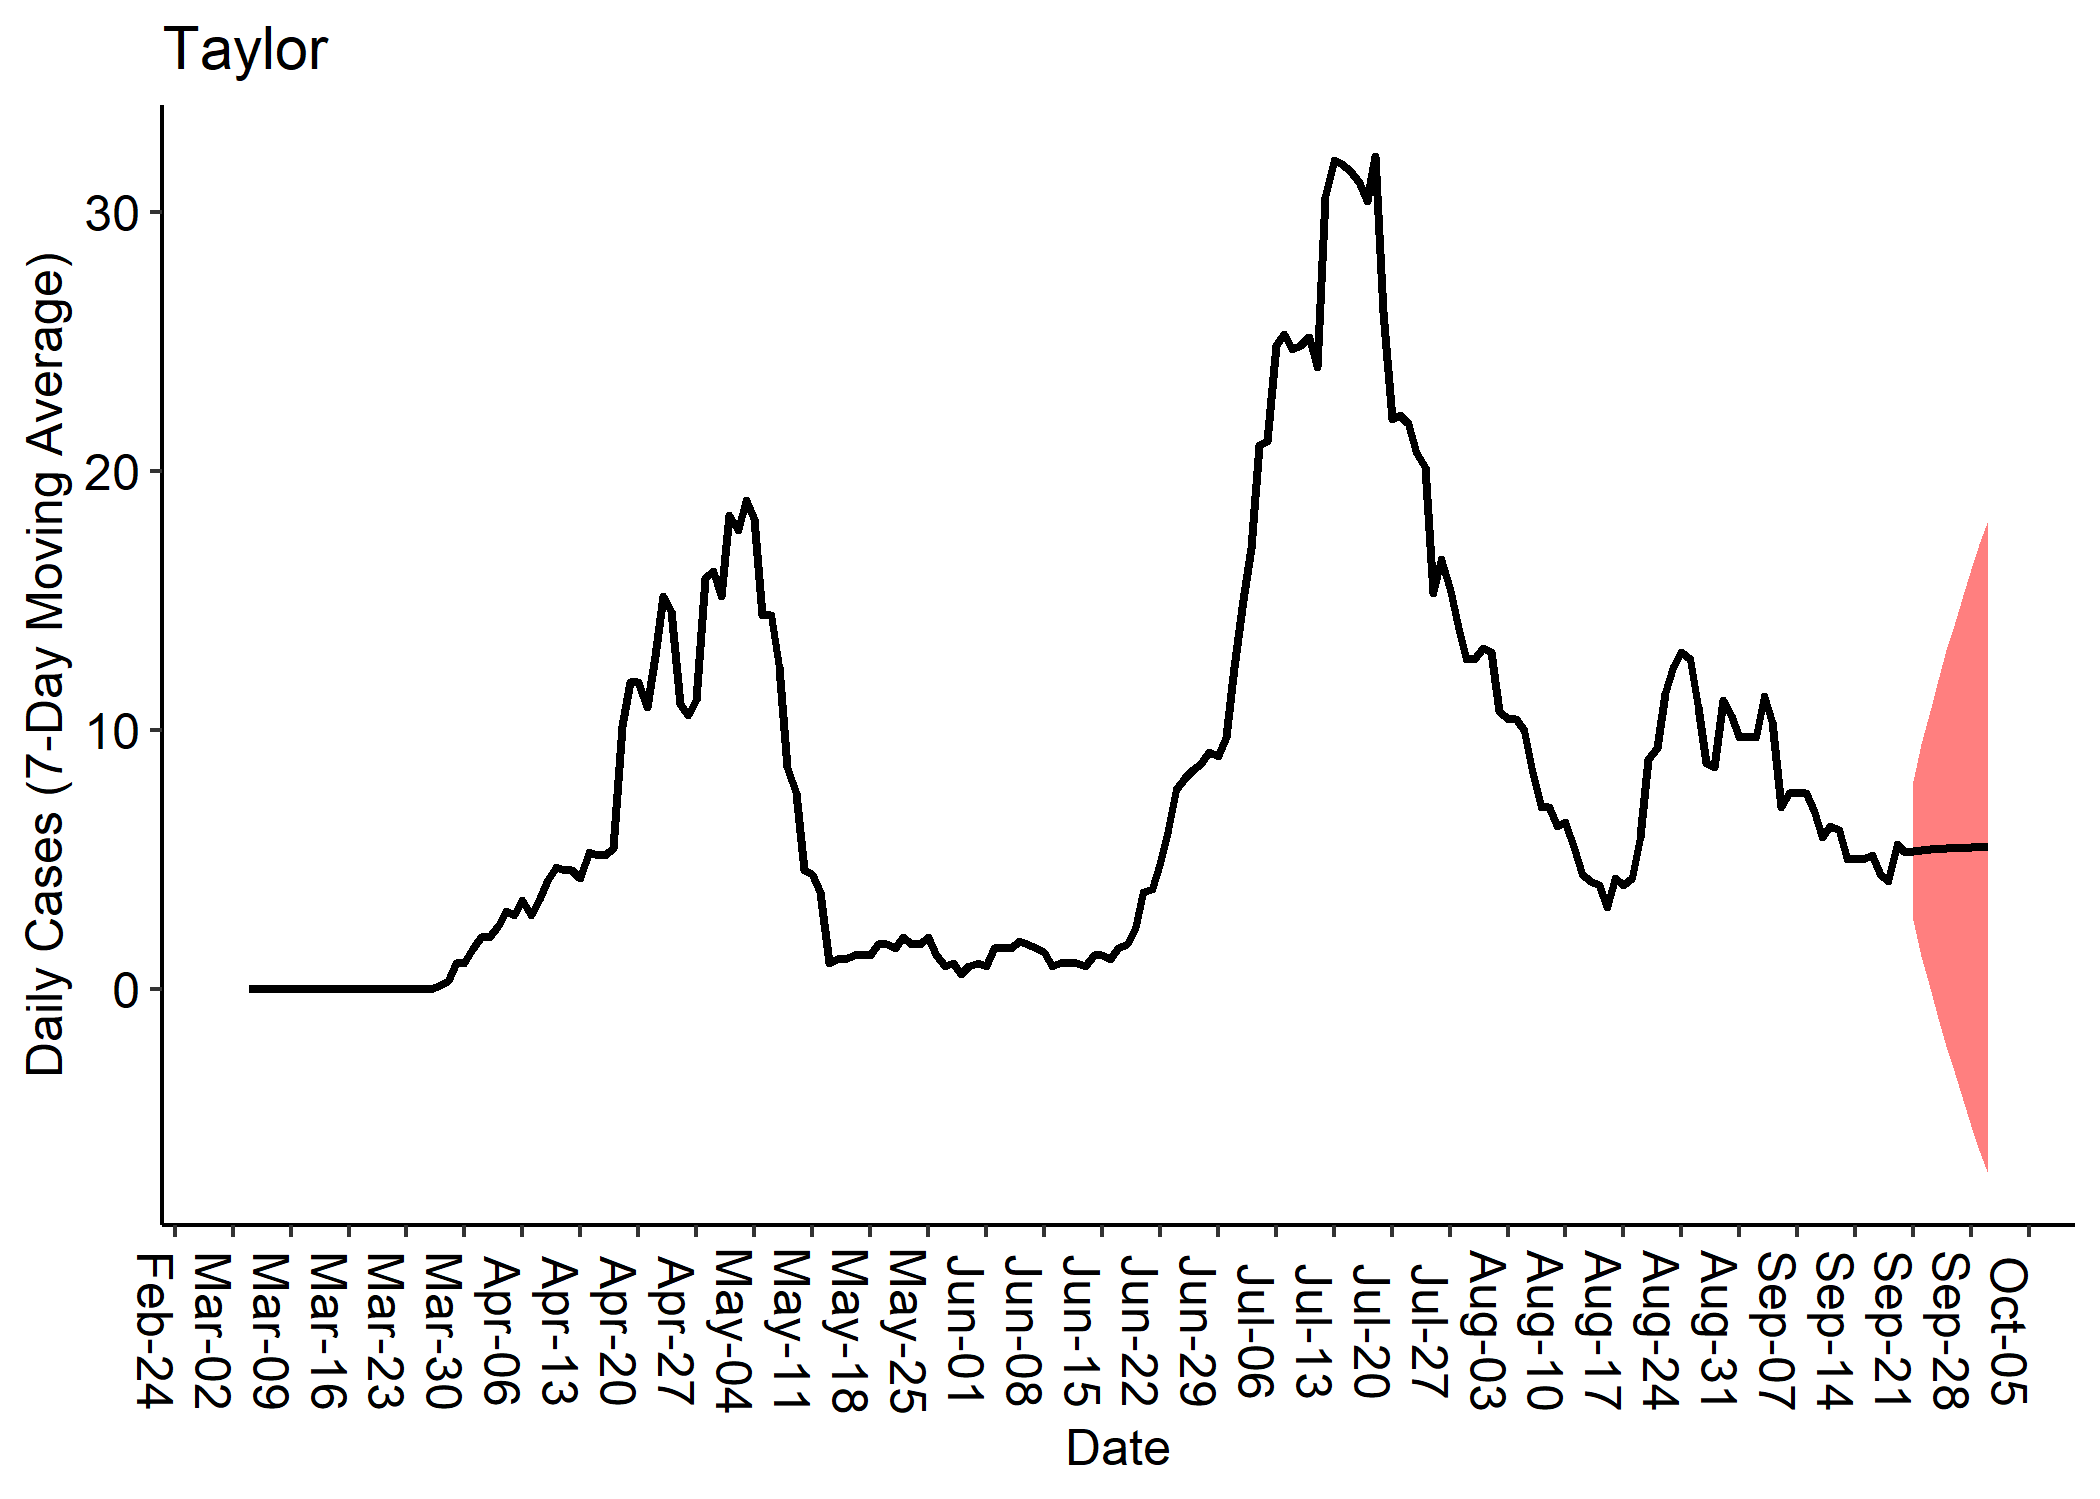 Taylor
Daily Cases (7-Day Moving Average)
30
20
10
0
Feb-24
Mar-02
Mar-09
Mar-16
Mar-23
Mar-30
Apr-06
Apr-13
Apr-20
Apr-27
May-04
May-11
May-18
May-25
Jun-01
Jun-08
Jun-15
Jun-22
Jun-29
Jul-06
Jul-13
Jul-20
Jul-27
Aug-03
Aug-10
Aug-17
Aug-24
Aug-31
Sep-07
Sep-14
Sep-21
Sep-28
Oct-05
Date